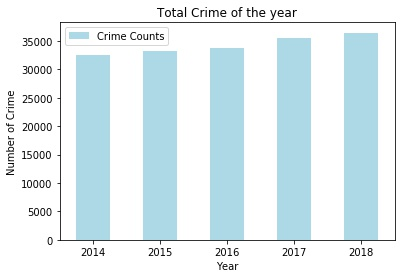 Total Crime of the year
Crime Counts
Number of Crime
35000
30000
25000
20000
15000
10000
5000
0
2014 2015 2016 2017 2018
Year